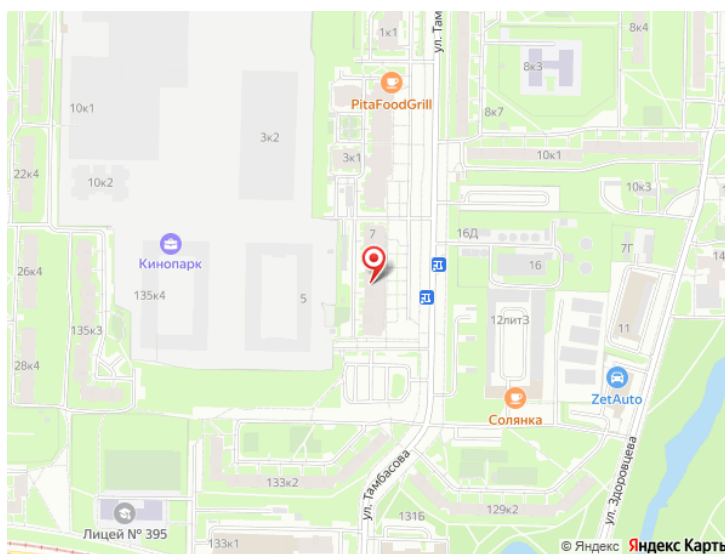 1к1
ул. Там
8к4
8к3
PitaFoodGrill
10к1
8к7
3к2
3к1
10к1
22к4
10к2
10к3
7
16Д
7Г
14
Кинопарк
16
26к4
135к4
5
12литЗ
11
135к3
28к4
ZetAuto
Солянка
ул. Тамбасова
ул. Здоровцева
133к2
129к2
131Б
Лицей № 395
133к1
© Яндекс Яндекс Карты